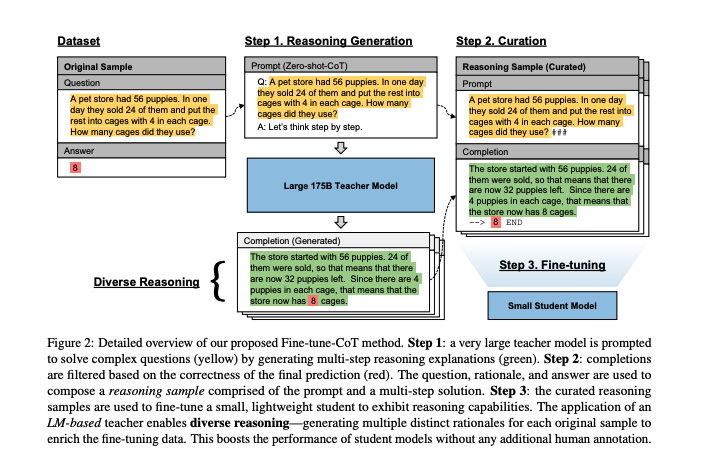 Dataset
Original Sample
Question
A pet store had 56 puppies. In one
day they sold 24 of them and put the
rest into cages with 4 in each cage.
How many cages did they use?
Answer
8
Step 1. Reasoning Generation
Prompt (Zero-shot-CoT)
Q: A pet store had 56 puppies. In one day
they sold 24 of them and put the rest into
cages with 4 in each cage. How many
cages did they use?
A: Let's think step by step.
Large 175B Teacher Model
Completion (Generated)
Diverse Reasoning
The store started with 56 puppies. 24 of
them were sold, so that means that there
are now 32 puppies left.  Since there are 4
puppies in each cage, that means that the
store now has 8 cages.
Step 2. Curation
Reasoning Sample (Curated)
Prompt
A pet store had 56 puppies. In one day
they sold 24 of them and put the rest into
cages with 4 in each cage. How many
cages did they use? ###
Completion
The store started with 56 puppies. 24 of
them were sold, so that means that there
are now 32 puppies left.  Since there are
4 puppies in each cage, that means that
the store now has 8 cages.
--> 8 END
Step 3. Fine-tuning
Small Student Model
Figure 2: Detailed overview of our proposed Fine-tune-CoT method. Step 1: a very large teacher model is prompted
to solve complex questions (yellow) by generating multi-step reasoning explanations (green). Step 2: completions
are filtered based on the correctness of the final prediction (red). The question, rationale, and answer are used to
compose a reasoning sample comprised of the prompt and a multi-step solution. Step 3: the curated reasoning
samples are used to fine-tune a small, lightweight student to exhibit reasoning capabilities. The application of an
LM-based teacher enables diverse reasoning—generating multiple distinct rationales for each original sample to
enrich the fine-tuning data. This boosts the performance of student models without any additional human annotation.